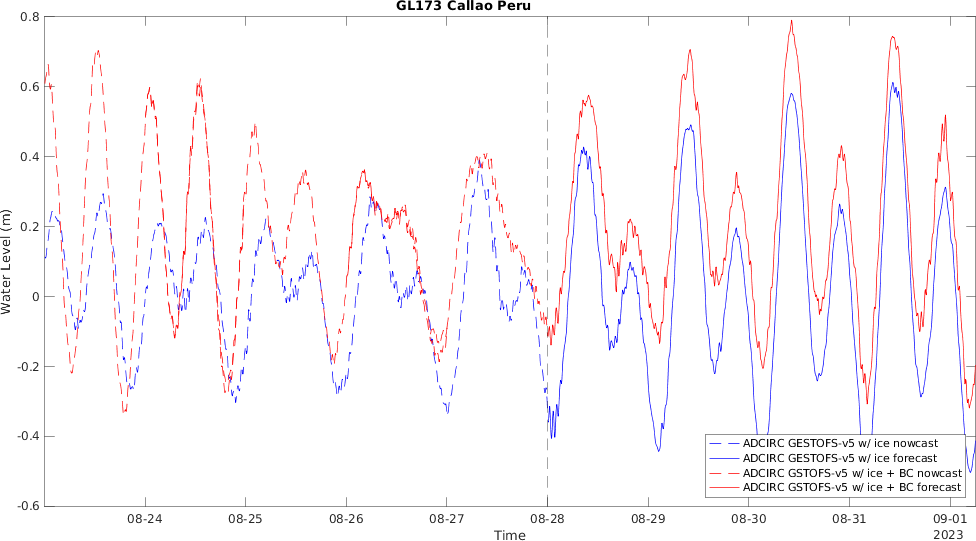 GL173 Callao Peru
0.8
0.6
0.4
0.2
0
-0.2
-0.4
-0.6
Water Level (m)
08-24
08-25
08-26
08-27
08-28
08-29
08-30
08-31
09-01
2023
Time
ADCIRC GESTOFS-v5 w/ ice nowcast
ADCIRC GESTOFS-v5 w/ ice forecast
ADCIRC GSTOFS-v5 w/ ice + BC nowcast
ADCIRC GSTOFS-v5 w/ ice + BC forecast